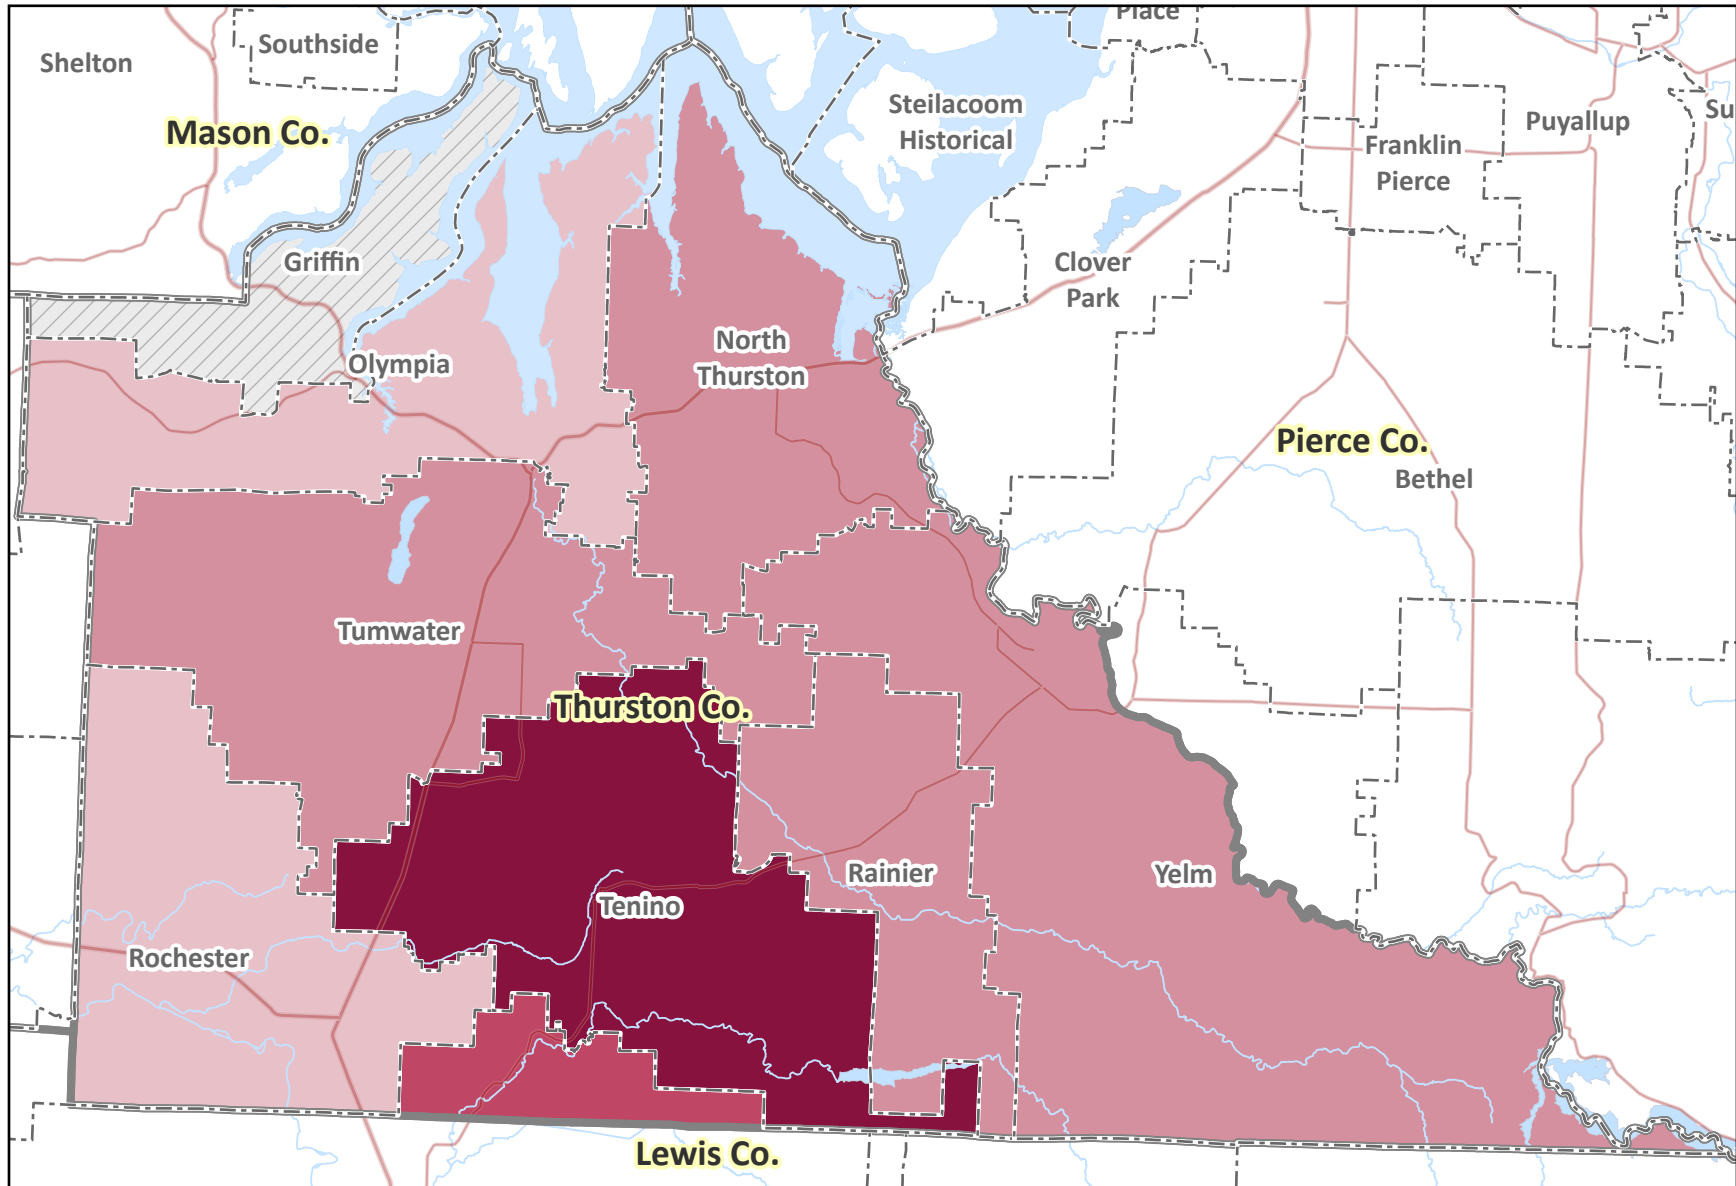 Place
Southside
Shelton
Steilacoom
Historical
Su
Puyallup
Mason Co.
Franklin
Pierce
Griffin
Clover
Park
North
Thurston
Olympia
Pierce Co.
Bethel
Tumwater
Thurston Co.
Rainier
Yelm
Tenino
Rochester
Lewis Co.